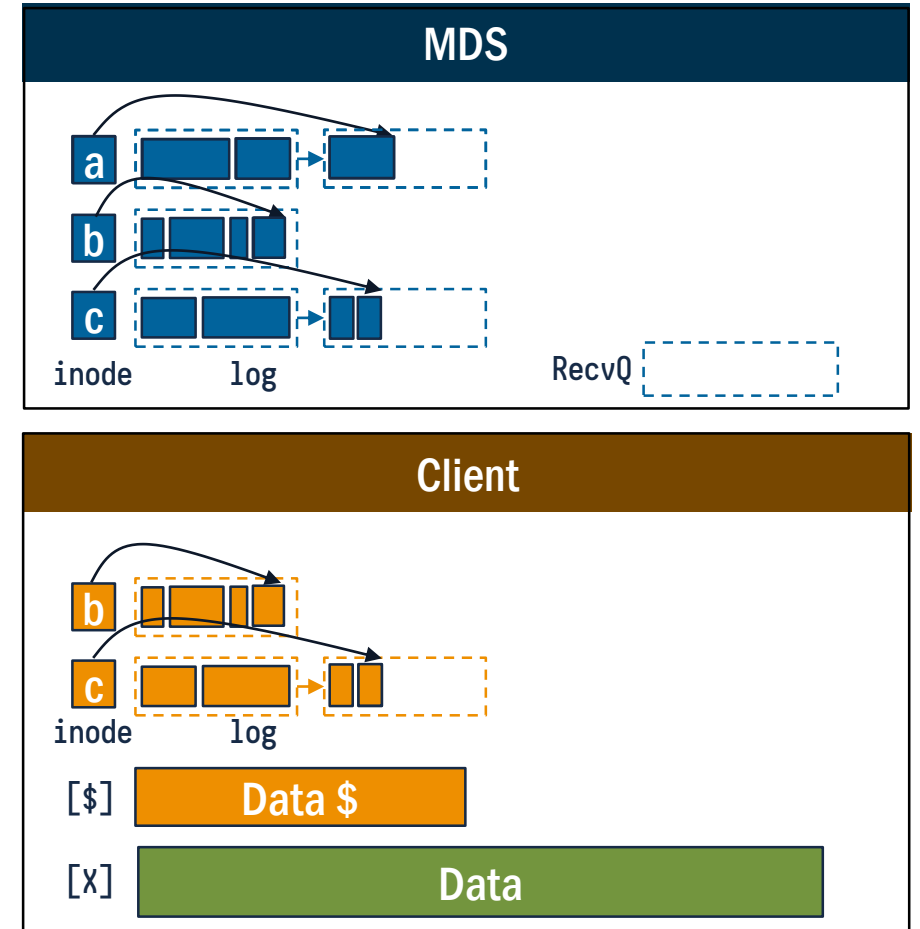 MDS
a
b
c
inode log RecvQ
Client
b
c
inode log
[$] Data $
[X] Data